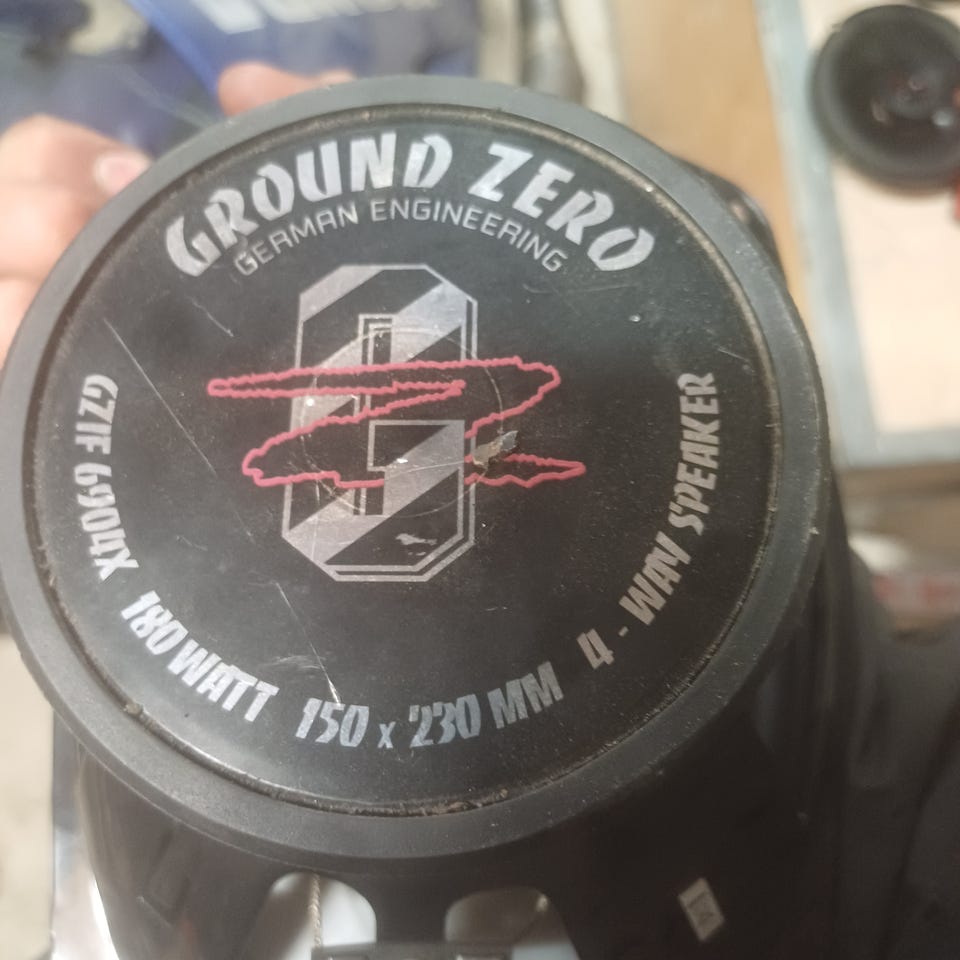 GROUND ZERO
GERMAN ENGINEERING
GZIF 6904X 180 WATT 150 x 230 MM 4 - WAY SPEAKER